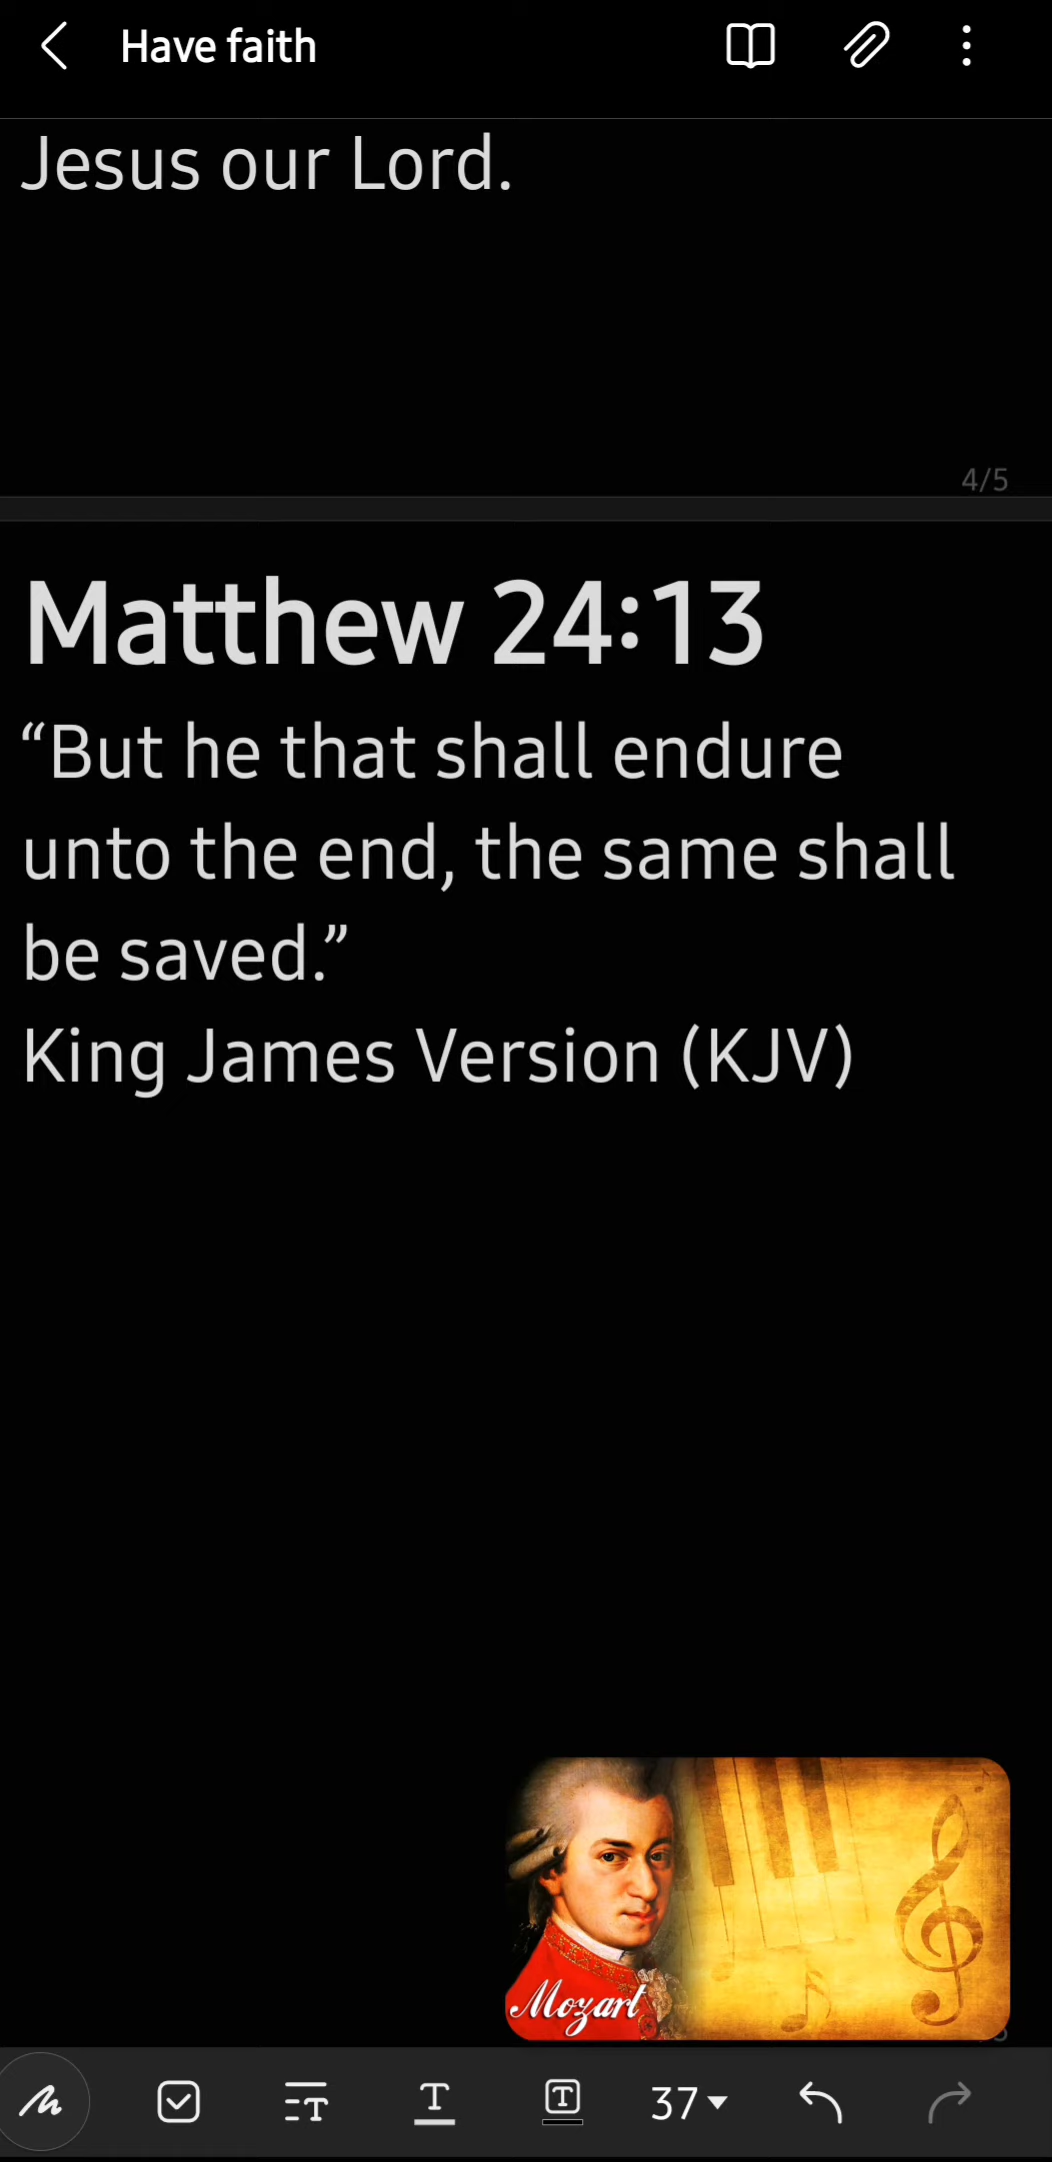 Have faith
Jesus our Lord.
4/5
Matthew 24:13
“But he that shall endure
unto the end, the same shall
be saved.”
King James Version (KJV)
Mozart
37